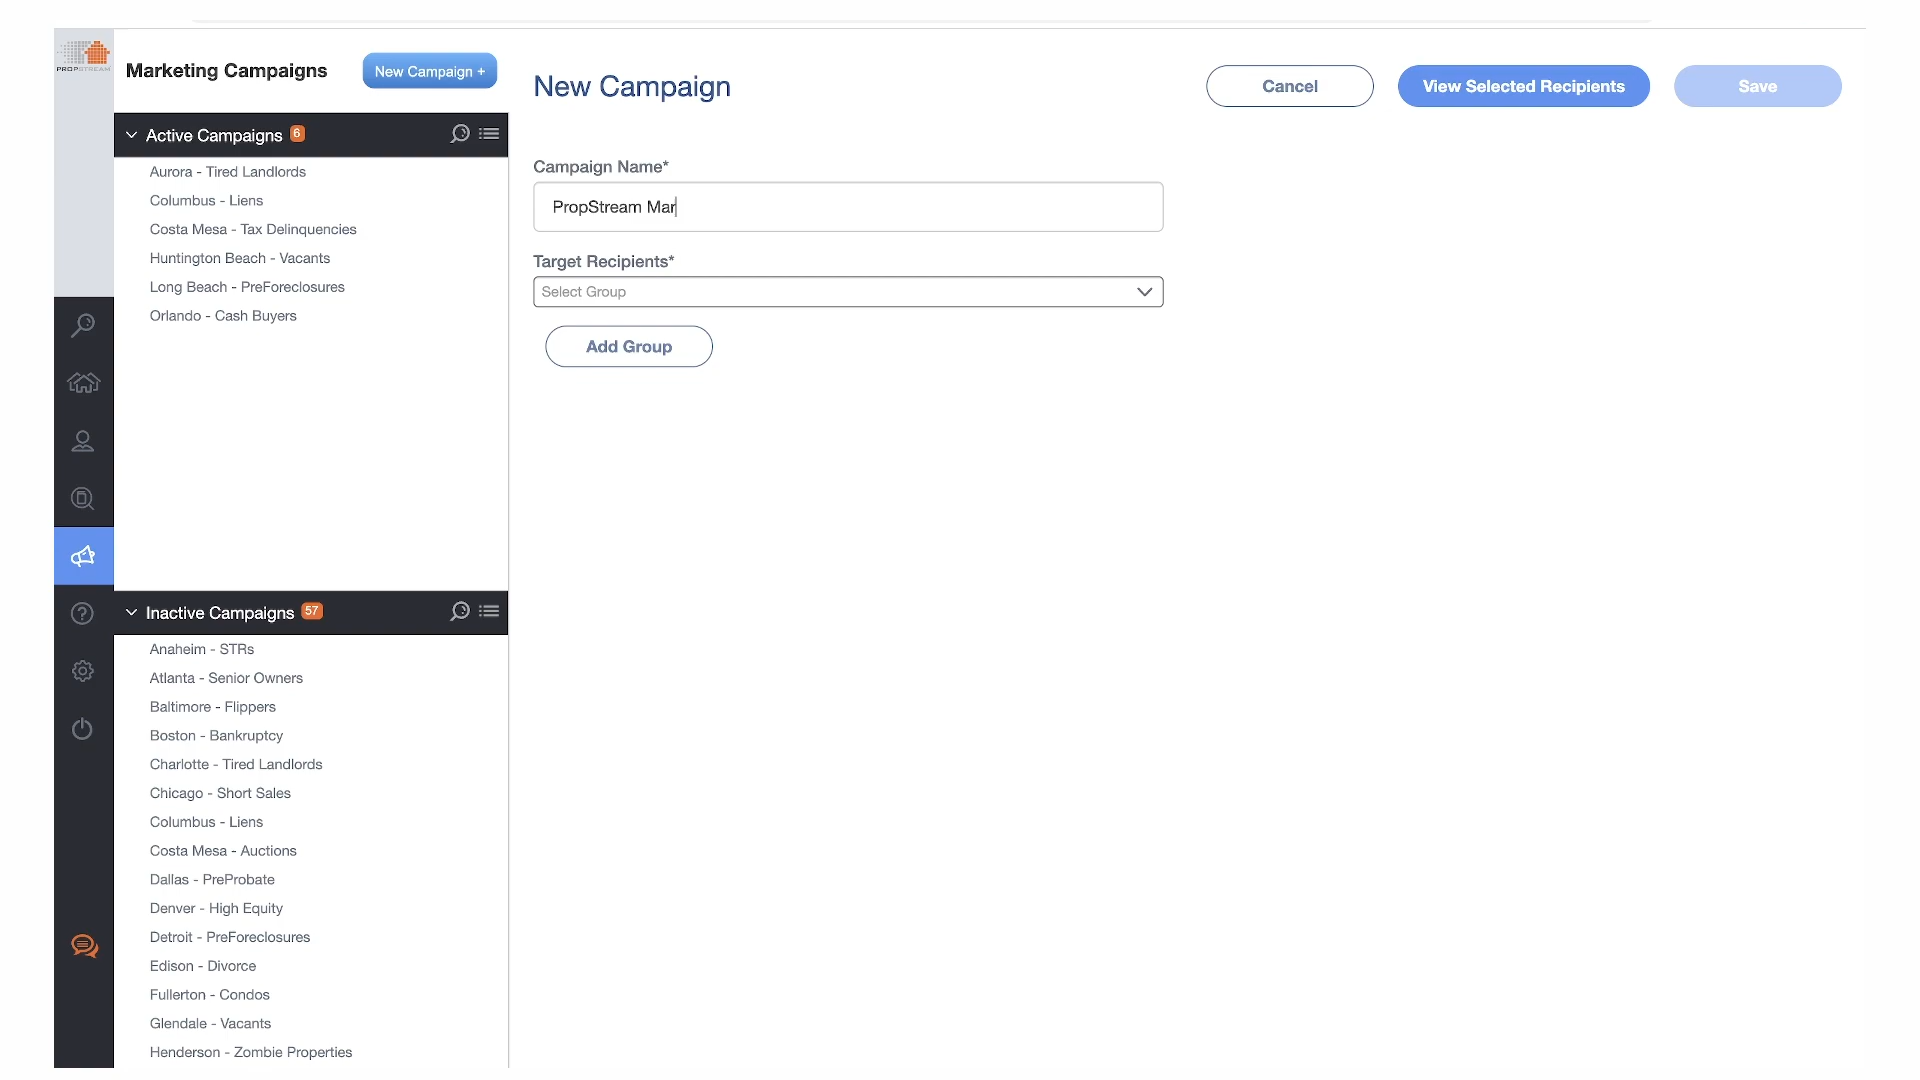 PROPSTREAM
Marketing Campaigns
New Campaign +
New Campaign
Cancel
View Selected Recipients
Save
Active Campaigns 6
Aurora - Tired Landlords
Columbus - Liens
Costa Mesa - Tax Delinquencies
Huntington Beach - Vacants
Long Beach - PreForeclosures
Orlando - Cash Buyers
Campaign Name*
PropStream Mar
Target Recipients*
Select Group
Add Group
Inactive Campaigns 57
Anaheim - STRs
Atlanta - Senior Owners
Baltimore - Flippers
Boston - Bankruptcy
Charlotte - Tired Landlords
Chicago - Short Sales
Columbus - Liens
Costa Mesa - Auctions
Dallas - PreProbate
Denver - High Equity
Detroit - PreForeclosures
Edison - Divorce
Fullerton - Condos
Glendale - Vacants
Henderson - Zombie Properties